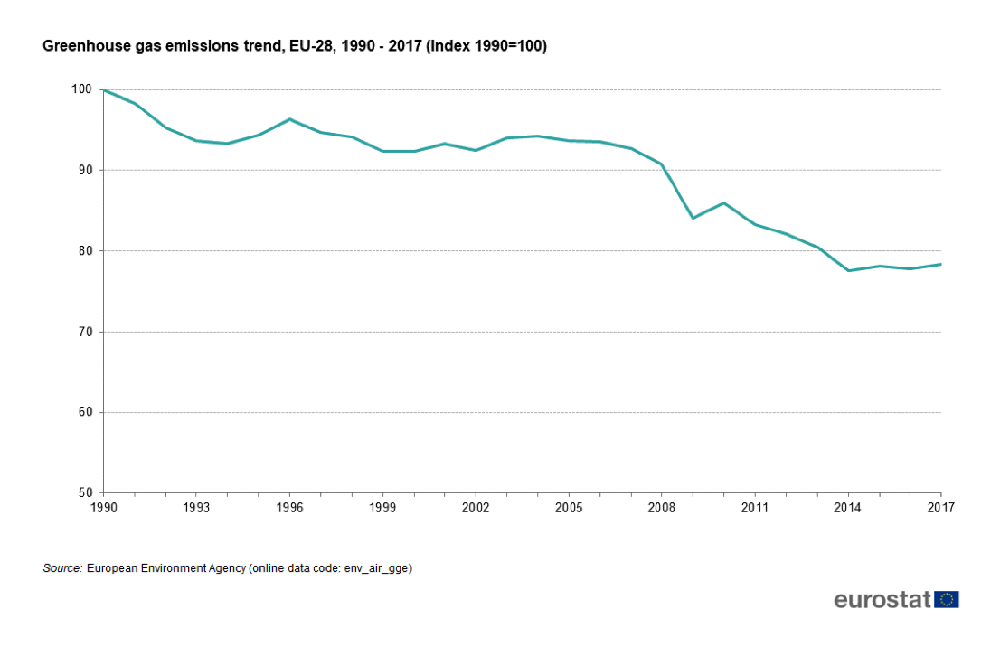 Greenhouse gas emissions trend, EU-28, 1990 - 2017 (Index 1990=100)
100
90
80
70
60
50
1990 1993 1996 1999 2002 2005 2008 2011 2014 2017
Source: European Environment Agency (online data code: env_air_gge)
eurostat